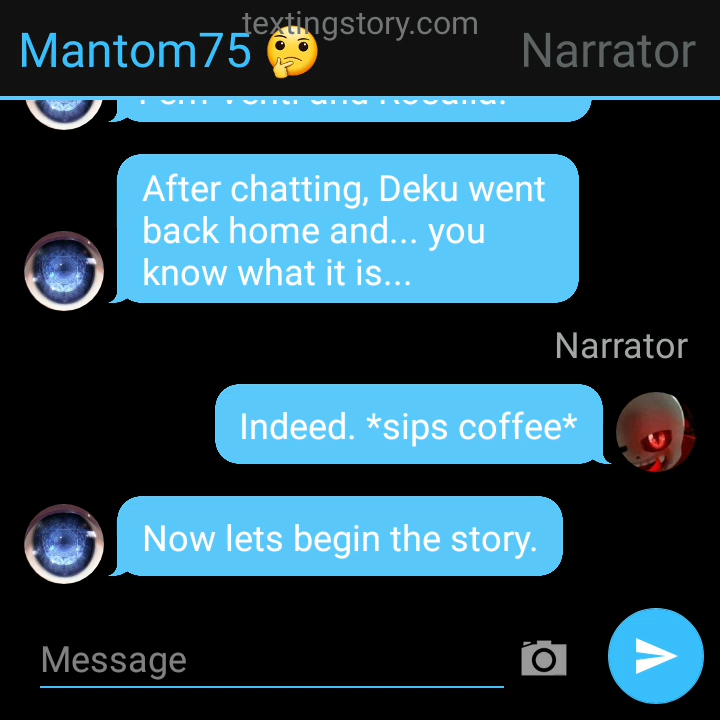 textingstory.com
Mantom75🤔
Narrator
After chatting, Deku went
back home and... you
know what it is...
Narrator
Indeed. *sips coffee*
Now lets begin the story.
Message